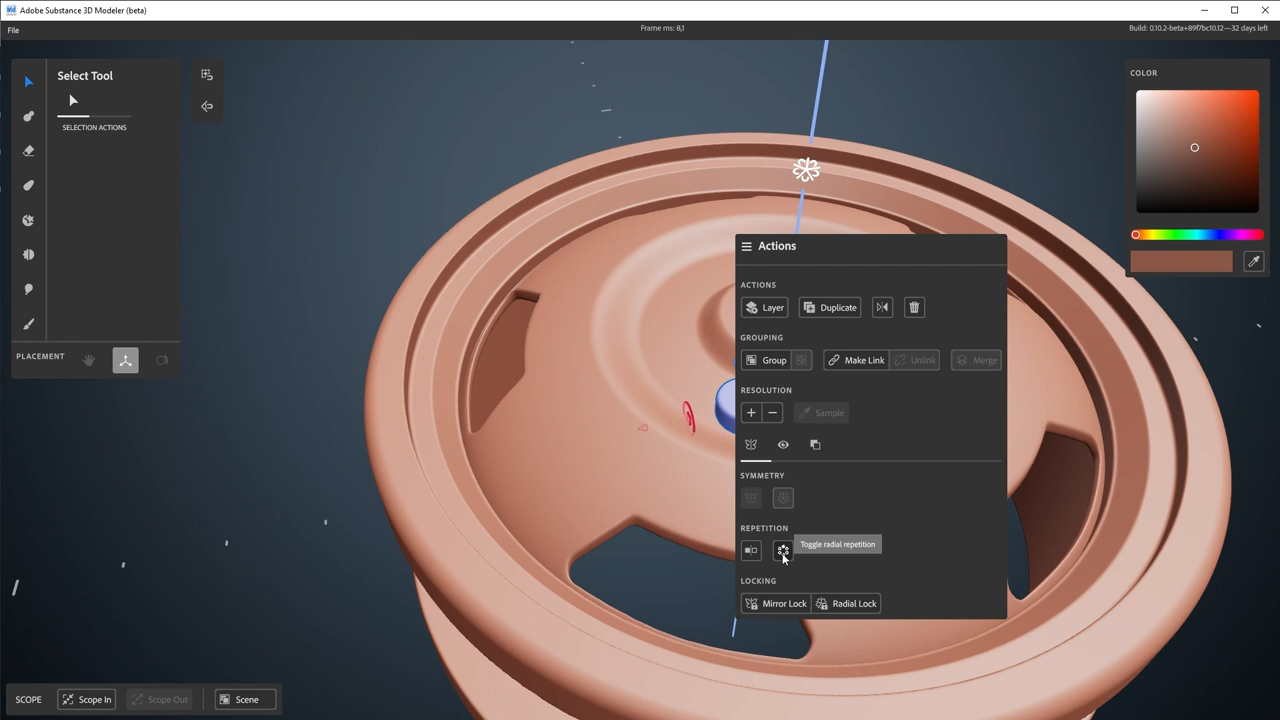 Adobe Substance 3D Modeler (beta)
File
Frame ms: 8,1
Build: 0.10.2-beta+89f7bc10.12—32 days left
Select Tool
SELECTION ACTIONS
PLACEMENT
COLOR
Actions
ACTIONS
Layer Duplicate
GROUPING
Group Make Link Unlink Merge
RESOLUTION
+ − Sample
SYMMETRY
REPETITION
Toggle radial repetition
LOCKING
Mirror Lock Radial Lock
SCOPE Scope In Scope Out Scene